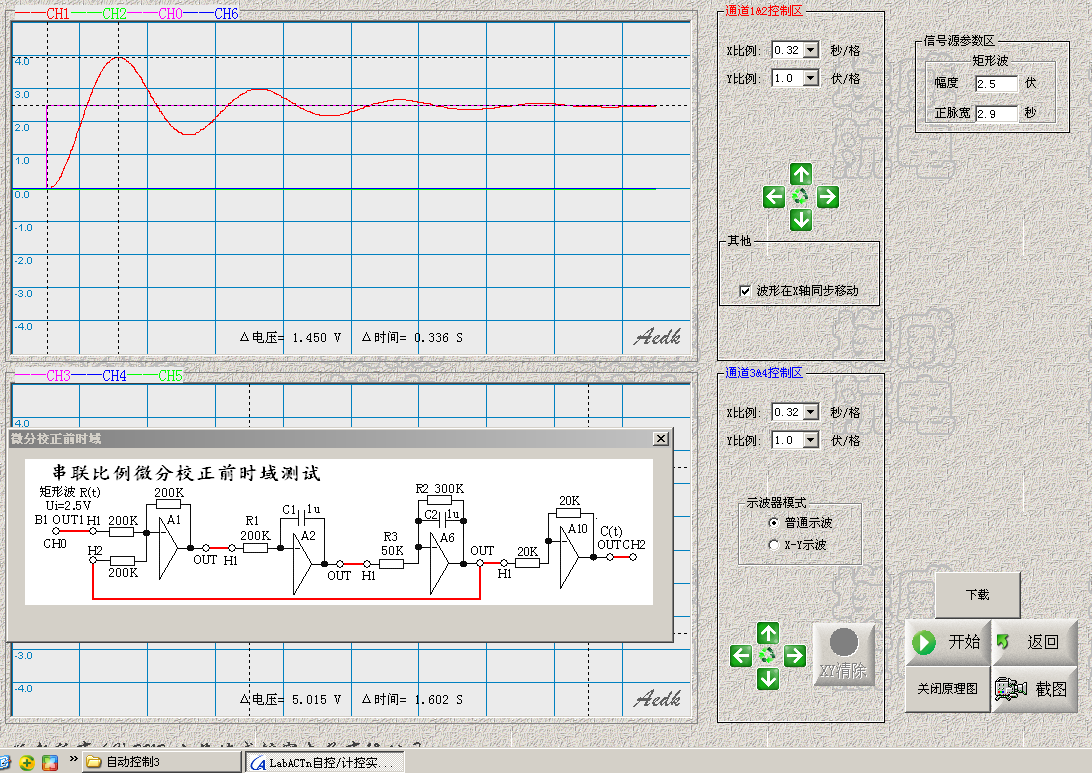 CH1 CH2 CH0 CH6
4.0
3.0
2.0
1.0
0.0
-1.0
-2.0
-3.0
-4.0
△电压= 1.450 V △时间= 0.336 S
Aedk
通道1&2控制区
X比例: 0.32 秒/格
Y比例: 1.0 伏/格
其他
波形在X轴同步移动
信号源参数区
矩形波
幅度 2.5 伏
正脉宽 2.9 秒
CH3 CH4 CH5
4.0
微分校正前时域
串联比例微分校正前时域测试
矩形波 R(t)
Ui=2.5V
B1 OUT1 H1 200K
CH0
200K
A1
H2
200K
OUT H1
R1
200K
C1 1u
A2
OUT H1
R3
50K
R2 300K
C2 1u
A6
OUT
H1
20K
20K
A10
C(t)
OUT CH2
-3.0
-4.0
△电压= 5.015 V △时间= 1.602 S
Aedk
通道3&4控制区
X比例: 0.32 秒/格
Y比例: 1.0 伏/格
示波器模式
普通示波
X-Y示波
XY清除
下载
开始
返回
关闭原理图
截图
自动控制3
LabACTn自控/计控实...